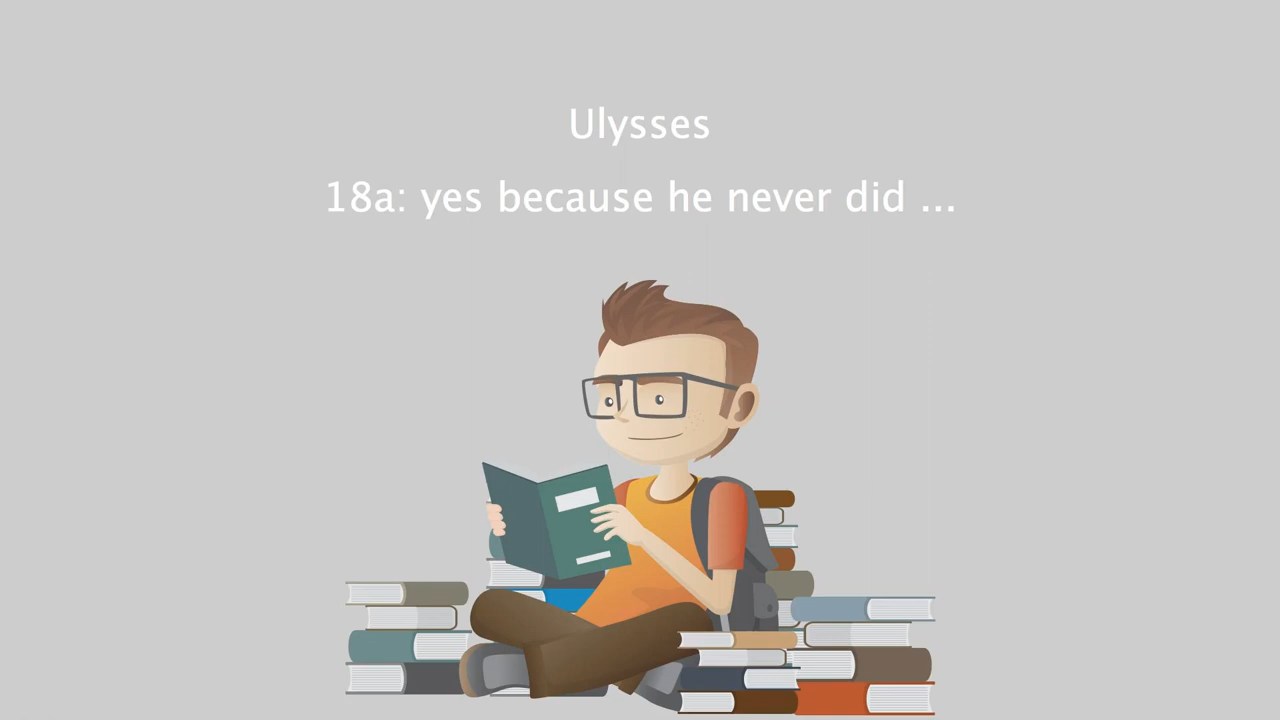 Ulysses
18a: yes because he never did ...